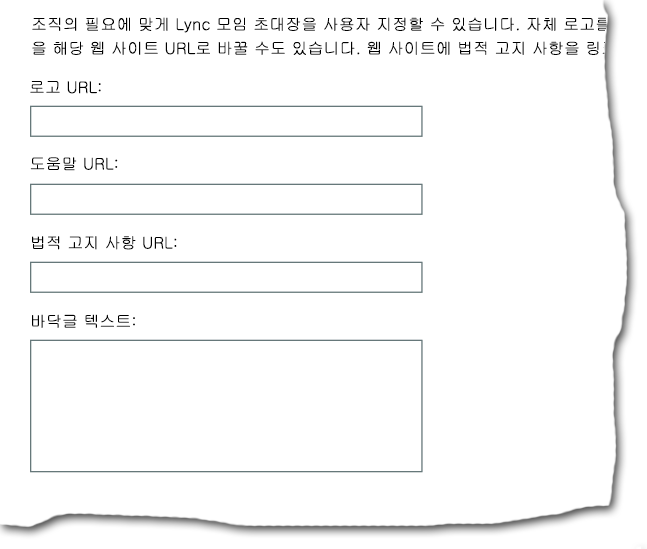 조직의 필요에 맞게 Lync 모임 초대장을 사용자 지정할 수 있습니다. 자체 로고를
을 해당 웹 사이트 URL로 바꿀 수도 있습니다. 웹 사이트에 법적 고지 사항을
로고 URL:
도움말 URL:
법적 고지 사항 URL:
바닥글 텍스트: